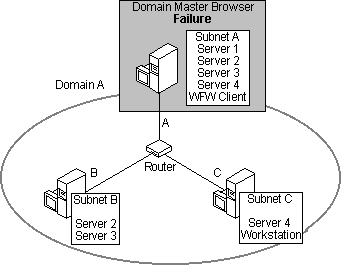 Domain Master Browser
Failure
Subnet A
Server 1
Server 2
Server 3
Server 4
WFW Client
Domain A
A
Router
B
C
Subnet B
Server 2
Server 3
Subnet C
Server 4
Workstation